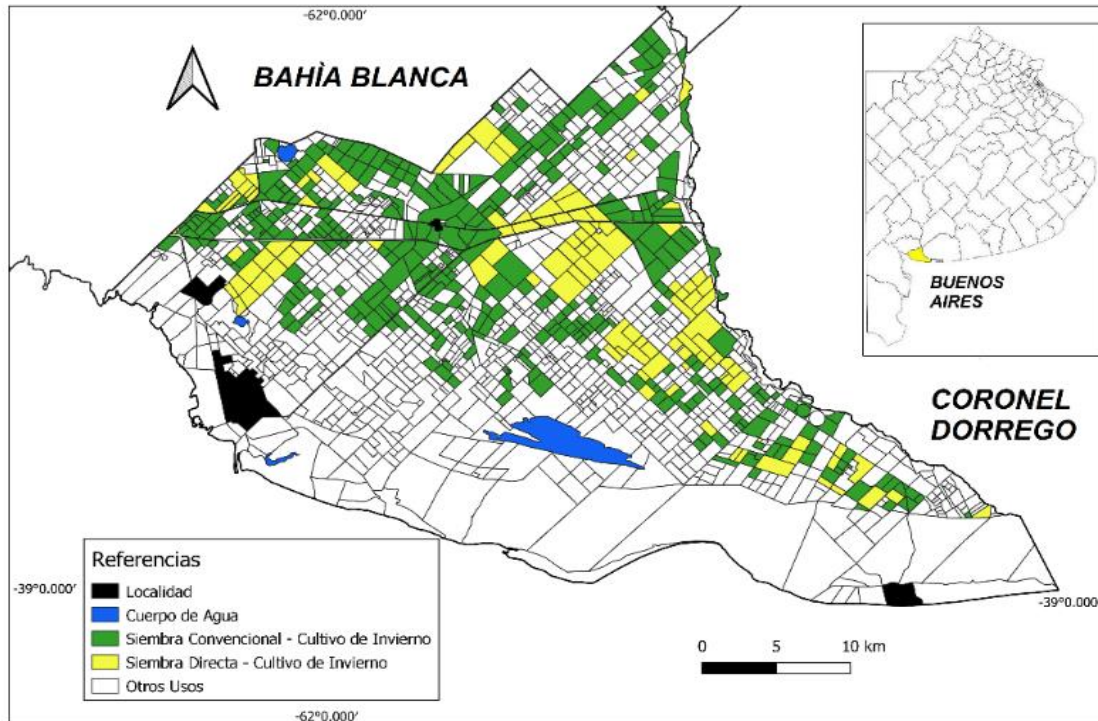 -62°0.000′
BAHÌA BLANCA
BUENOS
AIRES
CORONEL
DORREGO
Referencias
Localidad
Cuerpo de Agua
Siembra Convencional - Cultivo de Invierno
Siembra Directa - Cultivo de Invierno
Otros Usos
-39°0.000′
-39°0.000′
0 5 10 km
-62°0.000′